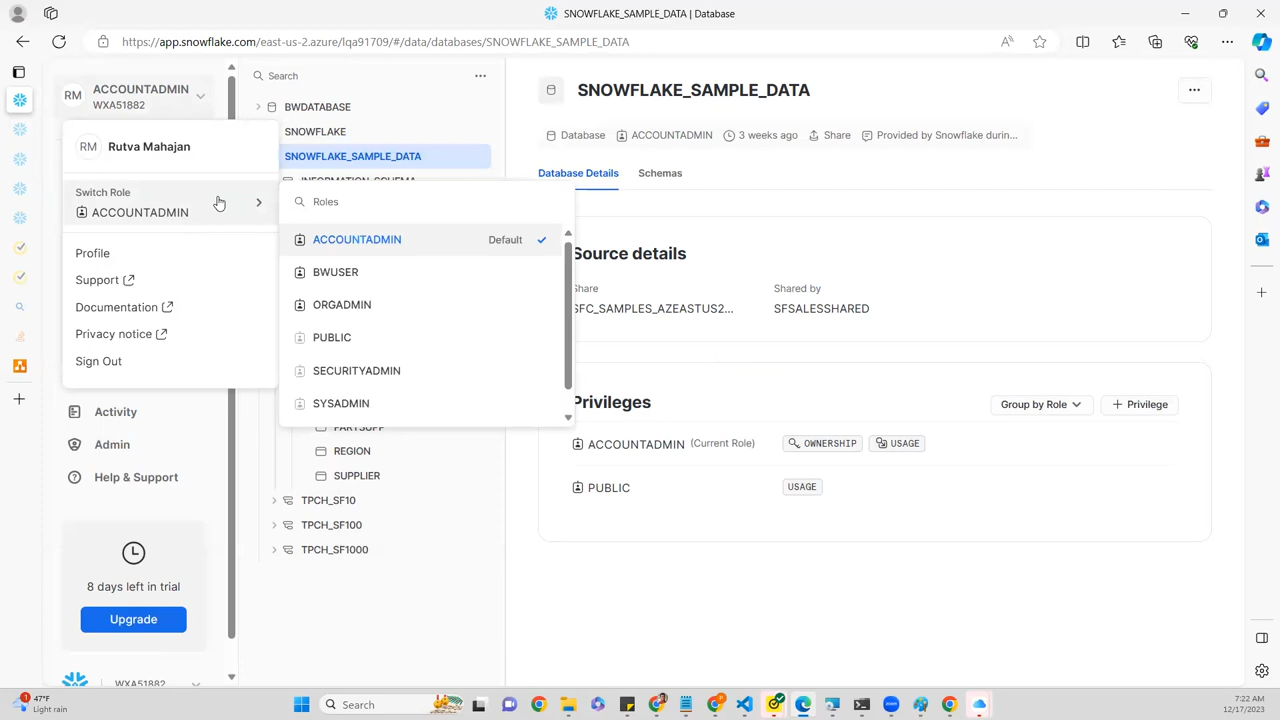 SNOWFLAKE_SAMPLE_DATA | Database
https://app.snowflake.com/east-us-2.azure/lqa91709/#/data/databases/SNOWFLAKE_SAMPLE_DATA
RM
ACCOUNTADMIN
WXA51882
RM
Rutva Mahajan
Switch Role
ACCOUNTADMIN
Profile
Support
Documentation
Privacy notice
Sign Out
Activity
Admin
Help & Support
8 days left in trial
Upgrade
WXA51882
Search
BWDATABASE
SNOWFLAKE
SNOWFLAKE_SAMPLE_DATA
INFORMATION_SCHEMA
Roles
ACCOUNTADMIN Default
BWUSER
ORGADMIN
PUBLIC
SECURITYADMIN
SYSADMIN
PARTSUPP
REGION
SUPPLIER
TPCH_SF10
TPCH_SF100
TPCH_SF1000
SNOWFLAKE_SAMPLE_DATA
Database ACCOUNTADMIN 3 weeks ago Share Provided by Snowflake durin...
Database Details Schemas
Source details
Share Shared by
SFC_SAMPLES_AZEASTUS2... SFSALESSHARED
Privileges Group by Role + Privilege
ACCOUNTADMIN (Current Role) OWNERSHIP USAGE
PUBLIC USAGE
1
47°F
Light rain
Search
7:22 AM
12/17/2023